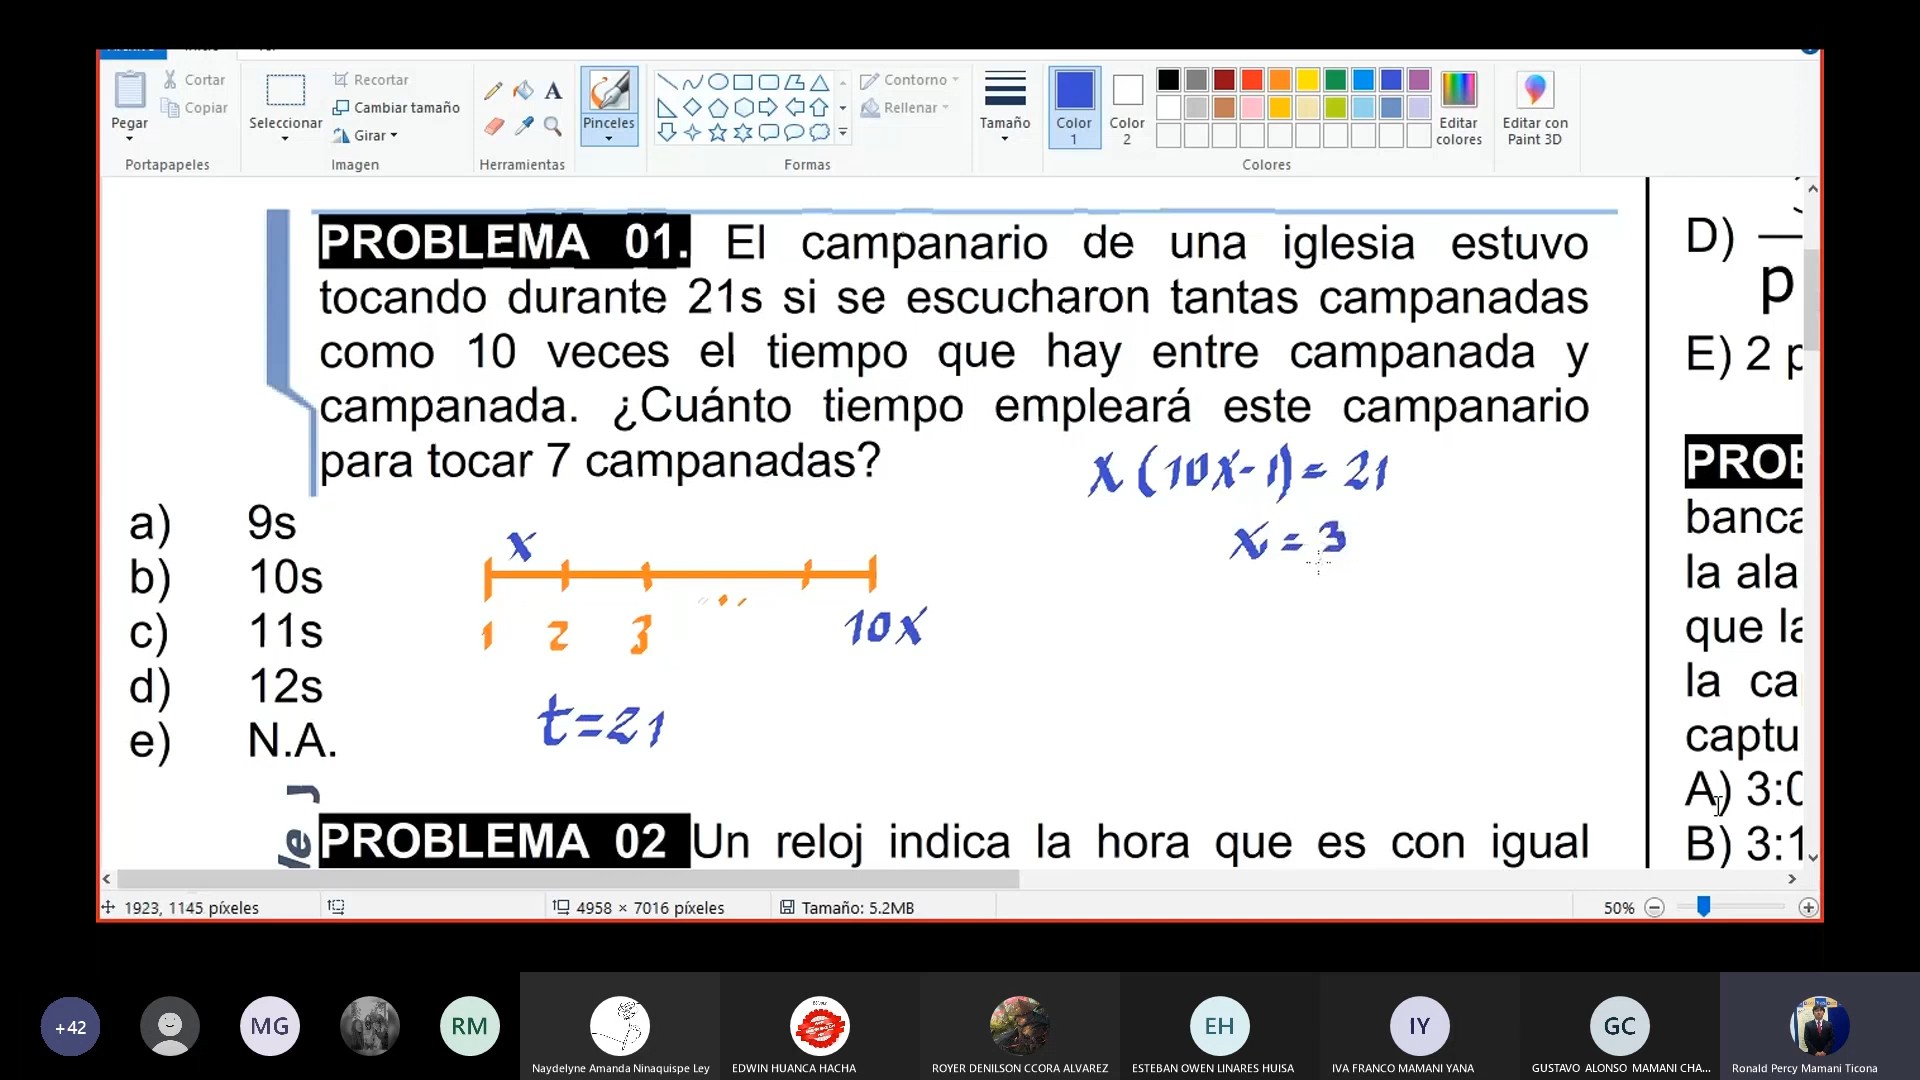 Cortar
Copiar
Pegar
Portapapeles
Seleccionar
Recortar
Cambiar tamaño
Girar
Imagen
Herramientas
Pinceles
Formas
Contorno
Rellenar
Tamaño
Color 1
Color 2
Colores
Editar colores
Editar con Paint 3D
PROBLEMA 01. El campanario de una iglesia estuvo
tocando durante 21s si se escucharon tantas campanadas
como 10 veces el tiempo que hay entre campanada y
campanada. ¿Cuánto tiempo empleará este campanario
para tocar 7 campanadas?
x(10x-1)=21
x=3
a) 9s
b) 10s
c) 11s
d) 12s
e) N.A.
x
1 2 3 10x
t=21
PROBLEMA 02 Un reloj indica la hora que es con igual
D)
p
E) 2 p
PROB
banca
la ala
que la
la ca
captu
A) 3:0
B) 3:1
1923, 1145 píxeles
4958 × 7016 píxeles
Tamaño: 5.2MB
50%
+42
MG
RM
EH
IY
GC
Naydelyne Amanda Ninaquispe Ley
EDWIN HUANCA HACHA
ROYER DENILSON CCORA ALVAREZ
ESTEBAN OWEN LINARES HUISA
IVA FRANCO MAMANI YANA
GUSTAVO ALONSO MAMANI CHA...
Ronald Percy Mamani Ticona